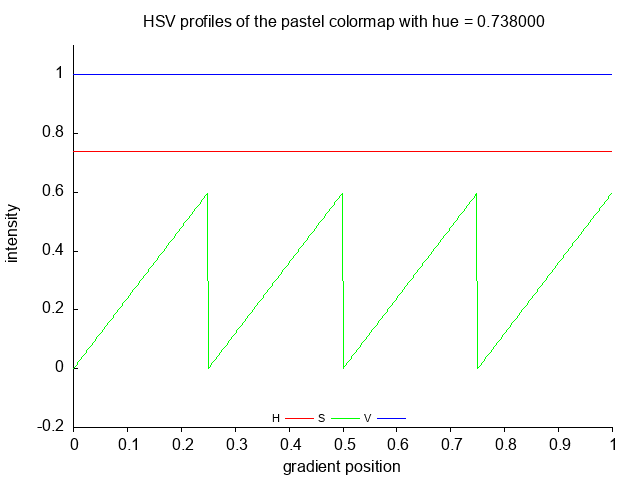 HSV profiles of the pastel colormap with hue = 0.738000
1
0.8
0.6
0.4
0.2
0
-0.2
intensity
H S V
0 0.1 0.2 0.3 0.4 0.5 0.6 0.7 0.8 0.9 1
gradient position